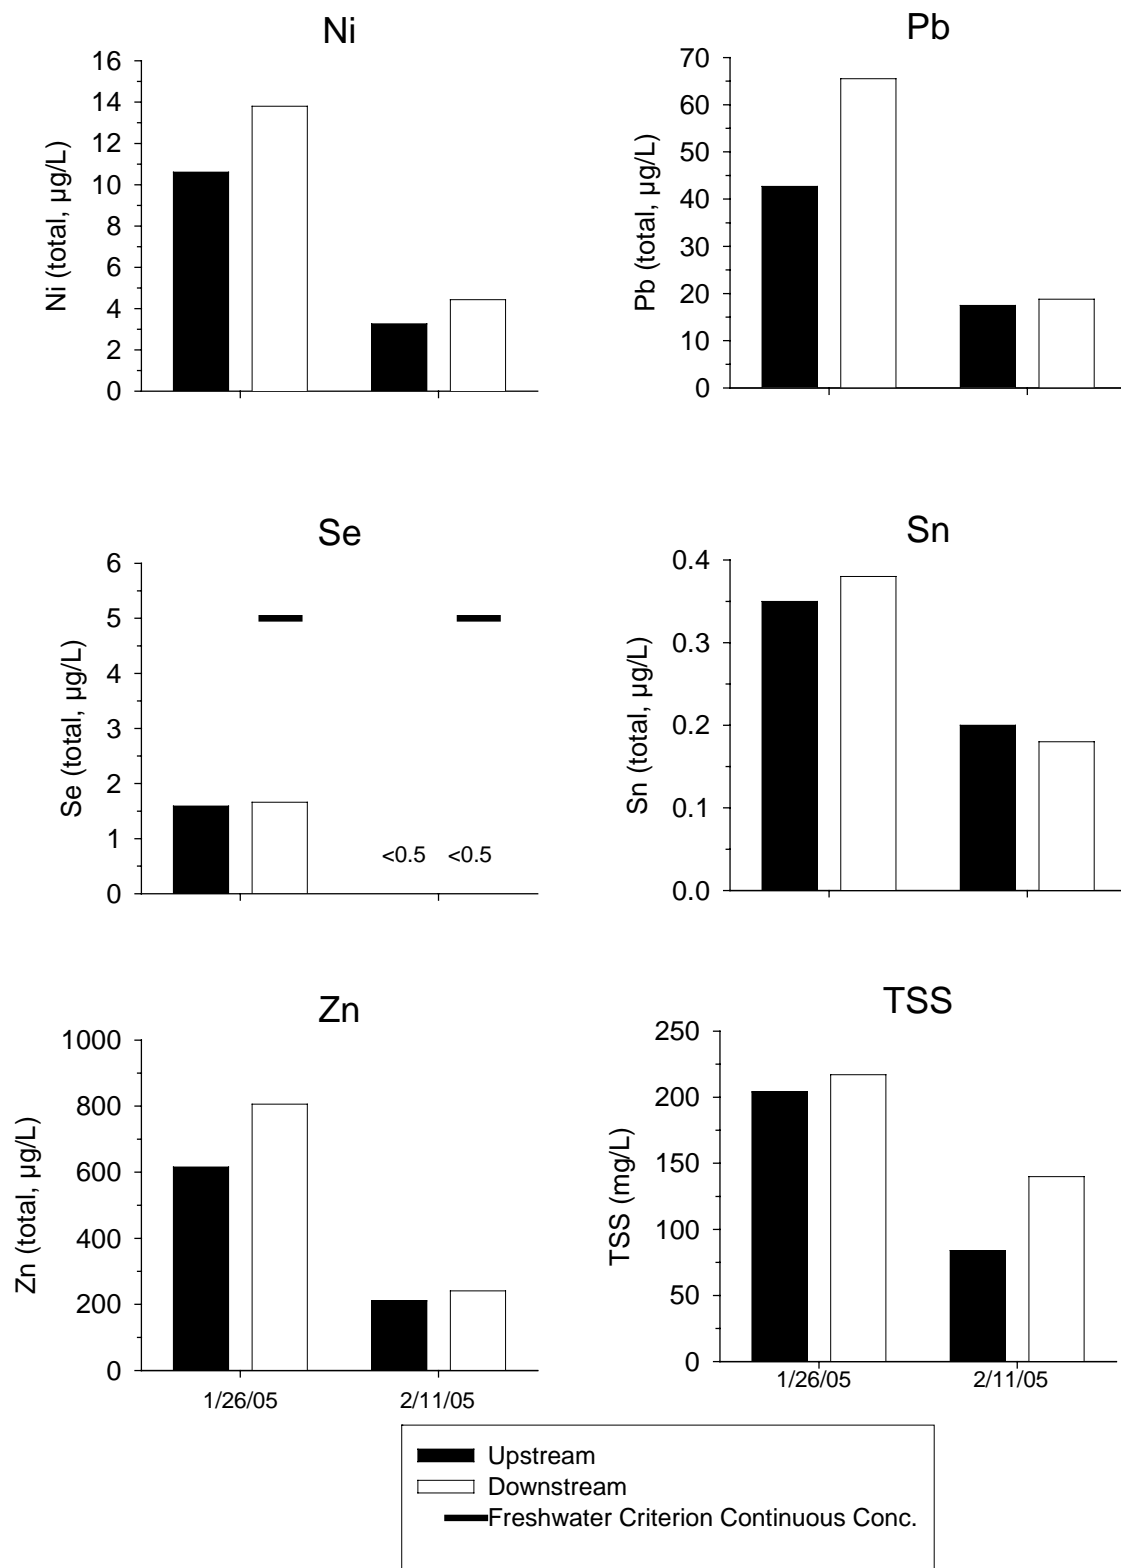 Ni
16
14
12
10
8
6
4
2
0
Ni (total, µg/L)
Pb
70
60
50
40
30
20
10
0
Pb (total, µg/L)
Se
6
5
4
3
2
1
0
Se (total, µg/L)
<0.5 <0.5
Sn
0.4
0.3
0.2
0.1
0.0
Sn (total, µg/L)
Zn
1000
800
600
400
200
0
Zn (total, µg/L)
1/26/05 2/11/05
TSS
250
200
150
100
50
0
TSS (mg/L)
1/26/05 2/11/05
Upstream
Downstream
Freshwater Criterion Continuous Conc.